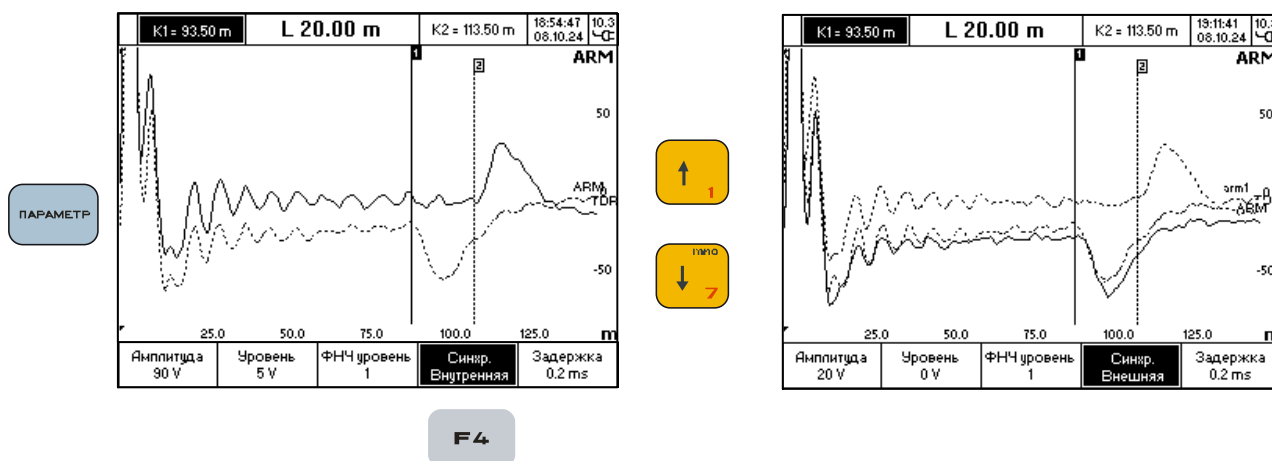 ПАРАМЕТР
K1 = 93.50 m
L 20.00 m
K2 = 113.50 m
18:54:47
08.10.24
10.3
1
2
ARM
50
ARM
TDR
-50
25.0 50.0 75.0 100.0 125.0 m
Амплитуда
90 V
Уровень
5 V
ФНЧ уровень
1
Синхр.
Внутренняя
Задержка
0.2 ms
F4
↑ 1
мно
↓ 7
K1 = 93.50 m
L 20.00 m
K2 = 113.50 m
19:11:41
08.10.24
10.
1
2
ARM
50
arm1
ARM
-50
25.0 50.0 75.0 100.0 125.0 m
Амплитуда
20 V
Уровень
0 V
ФНЧ уровень
1
Синхр.
Внешняя
Задержка
0.2 ms